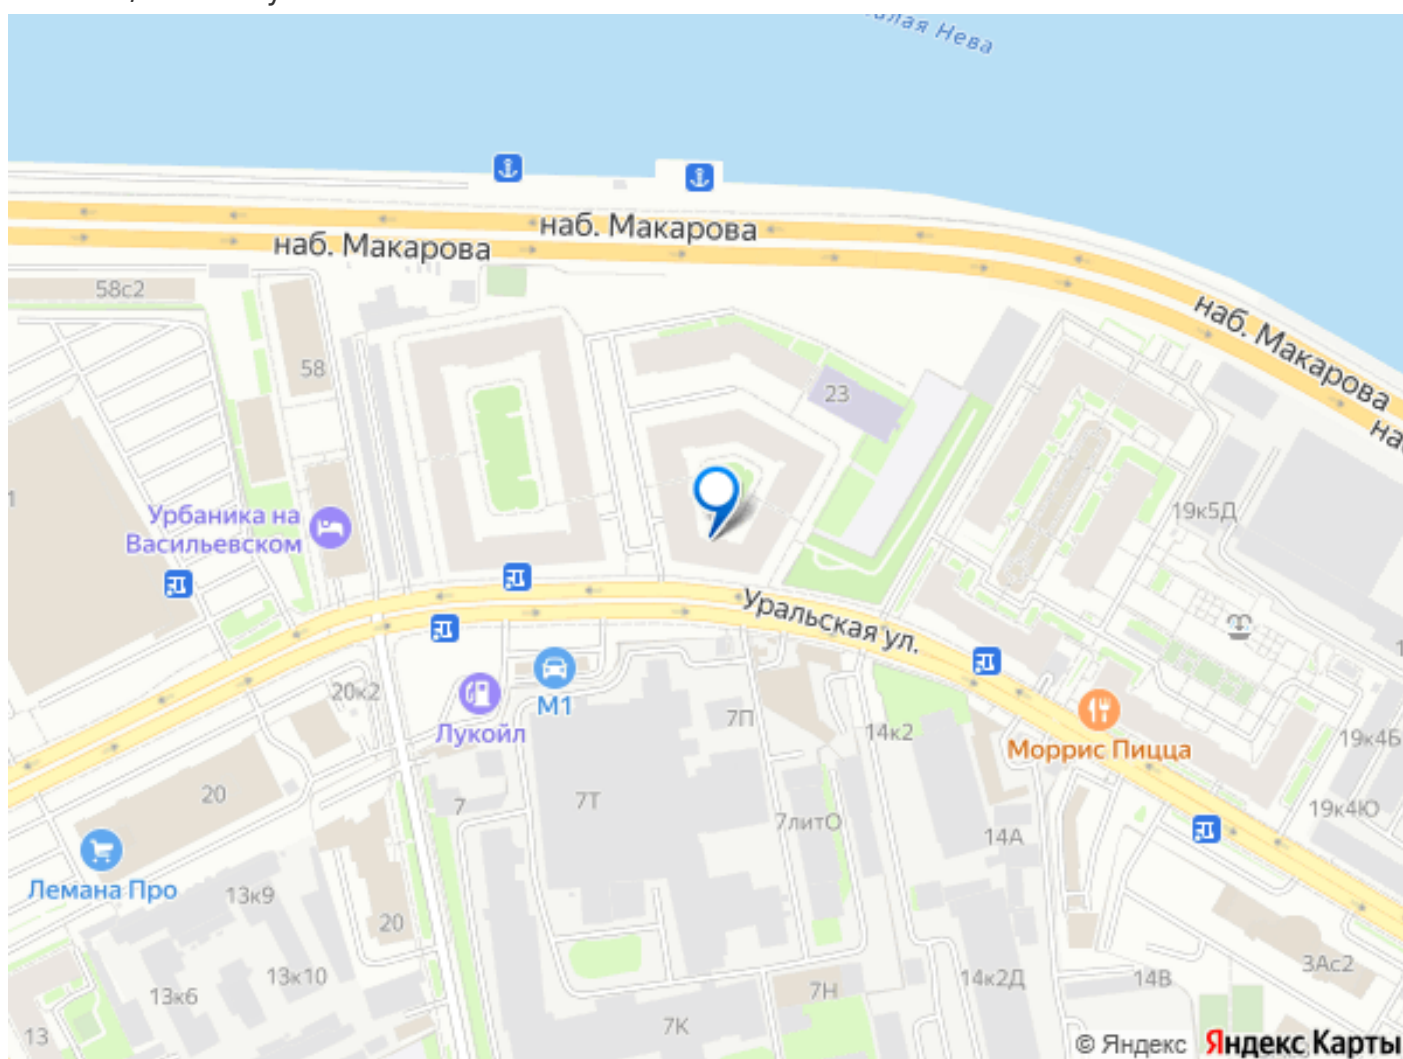 Нева
наб. Макарова
наб. Макарова
наб. Макарова
58с2
58
23
19к5Д
Урбаника на
Васильевском
Уральская ул.
20к2
М1
Лукойл
7П
14к2
Моррис Пицца
19к4Б
20
7
7Т
7литО
14А
19к4Ю
Лемана Про
13к9
20
13к10
13к6
14к2Д
14В
3Ас2
7Н
13
7К
© Яндекс
Яндекс Карты